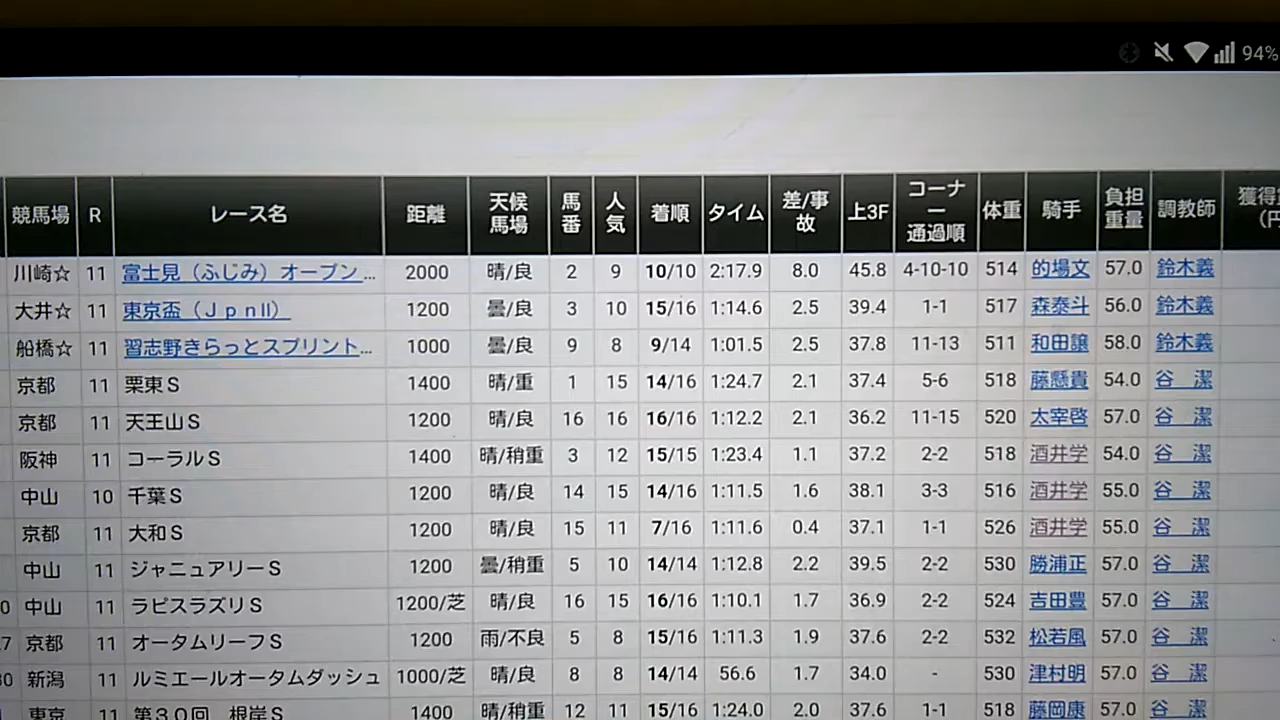 94%
競馬場 R レース名 距離 天候馬場 馬番 人気 着順 タイム 差/事故 上3F コーナー通過順 体重 騎手 負担重量 調教師 獲得
川崎☆ 11 富士見（ふじみ）オープン... 2000 晴/良 2 9 10/10 2:17.9 8.0 45.8 4-10-10 514 的場文 57.0 鈴木義
大井☆ 11 東京盃（ＪｐｎⅡ） 1200 曇/良 3 10 15/16 1:14.6 2.5 39.4 1-1 517 森泰斗 56.0 鈴木義
船橋☆ 11 習志野きらっとスプリント... 1000 曇/良 9 8 9/14 1:01.5 2.5 37.8 11-13 511 和田譲 58.0 鈴木義
京都 11 栗東Ｓ 1400 晴/重 1 15 14/16 1:24.7 2.1 37.4 5-6 518 藤懸貴 54.0 谷　潔
京都 11 天王山Ｓ 1200 晴/良 16 16 16/16 1:12.2 2.1 36.2 11-15 520 太宰啓 57.0 谷　潔
阪神 11 コーラルＳ 1400 晴/稍重 3 12 15/15 1:23.4 1.1 37.2 2-2 518 酒井学 54.0 谷　潔
中山 10 千葉Ｓ 1200 晴/良 14 15 14/16 1:11.5 1.6 38.1 3-3 516 酒井学 55.0 谷　潔
京都 11 大和Ｓ 1200 晴/良 15 11 7/16 1:11.6 0.4 37.1 1-1 526 酒井学 55.0 谷　潔
中山 11 ジャニュアリーＳ 1200 曇/稍重 5 10 14/14 1:12.8 2.2 39.5 2-2 530 勝浦正 57.0 谷　潔
0 中山 11 ラピスラズリＳ 1200/芝 晴/良 16 15 16/16 1:10.1 1.7 36.9 2-2 524 吉田豊 57.0 谷　潔
7 京都 11 オータムリーフＳ 1200 雨/不良 5 8 15/16 1:11.3 1.9 37.6 2-2 532 松若風 57.0 谷　潔
30 新潟 11 ルミエールオータムダッシュ 1000/芝 晴/良 8 8 14/14 56.6 1.7 34.0 - 530 津村明 57.0 谷　潔
東京 11 第３０回　根岸Ｓ 1400 晴/稍重 12 11 15/16 1:24.0 2.0 37.6 1-1 518 藤岡康 57.0 谷　潔